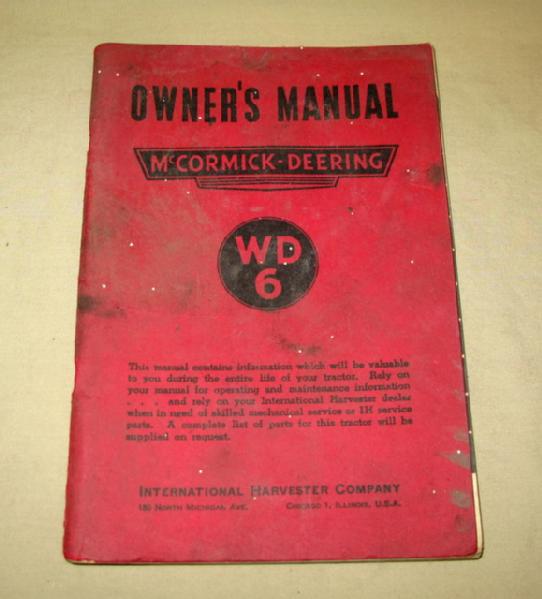 OWNER'S MANUAL
McCORMICK-DEERING
WD
6
This manual contains information which will be valuable
to you during the entire life of your tractor. Rely on
your manual for operating and maintenance information
. . . and rely on your International Harvester dealer
when in need of skilled mechanical service or IH service
parts. A complete list of parts for this tractor will be
supplied on request.
INTERNATIONAL HARVESTER COMPANY
180 NORTH MICHIGAN AVE. CHICAGO 1, ILLINOIS, U.S.A.